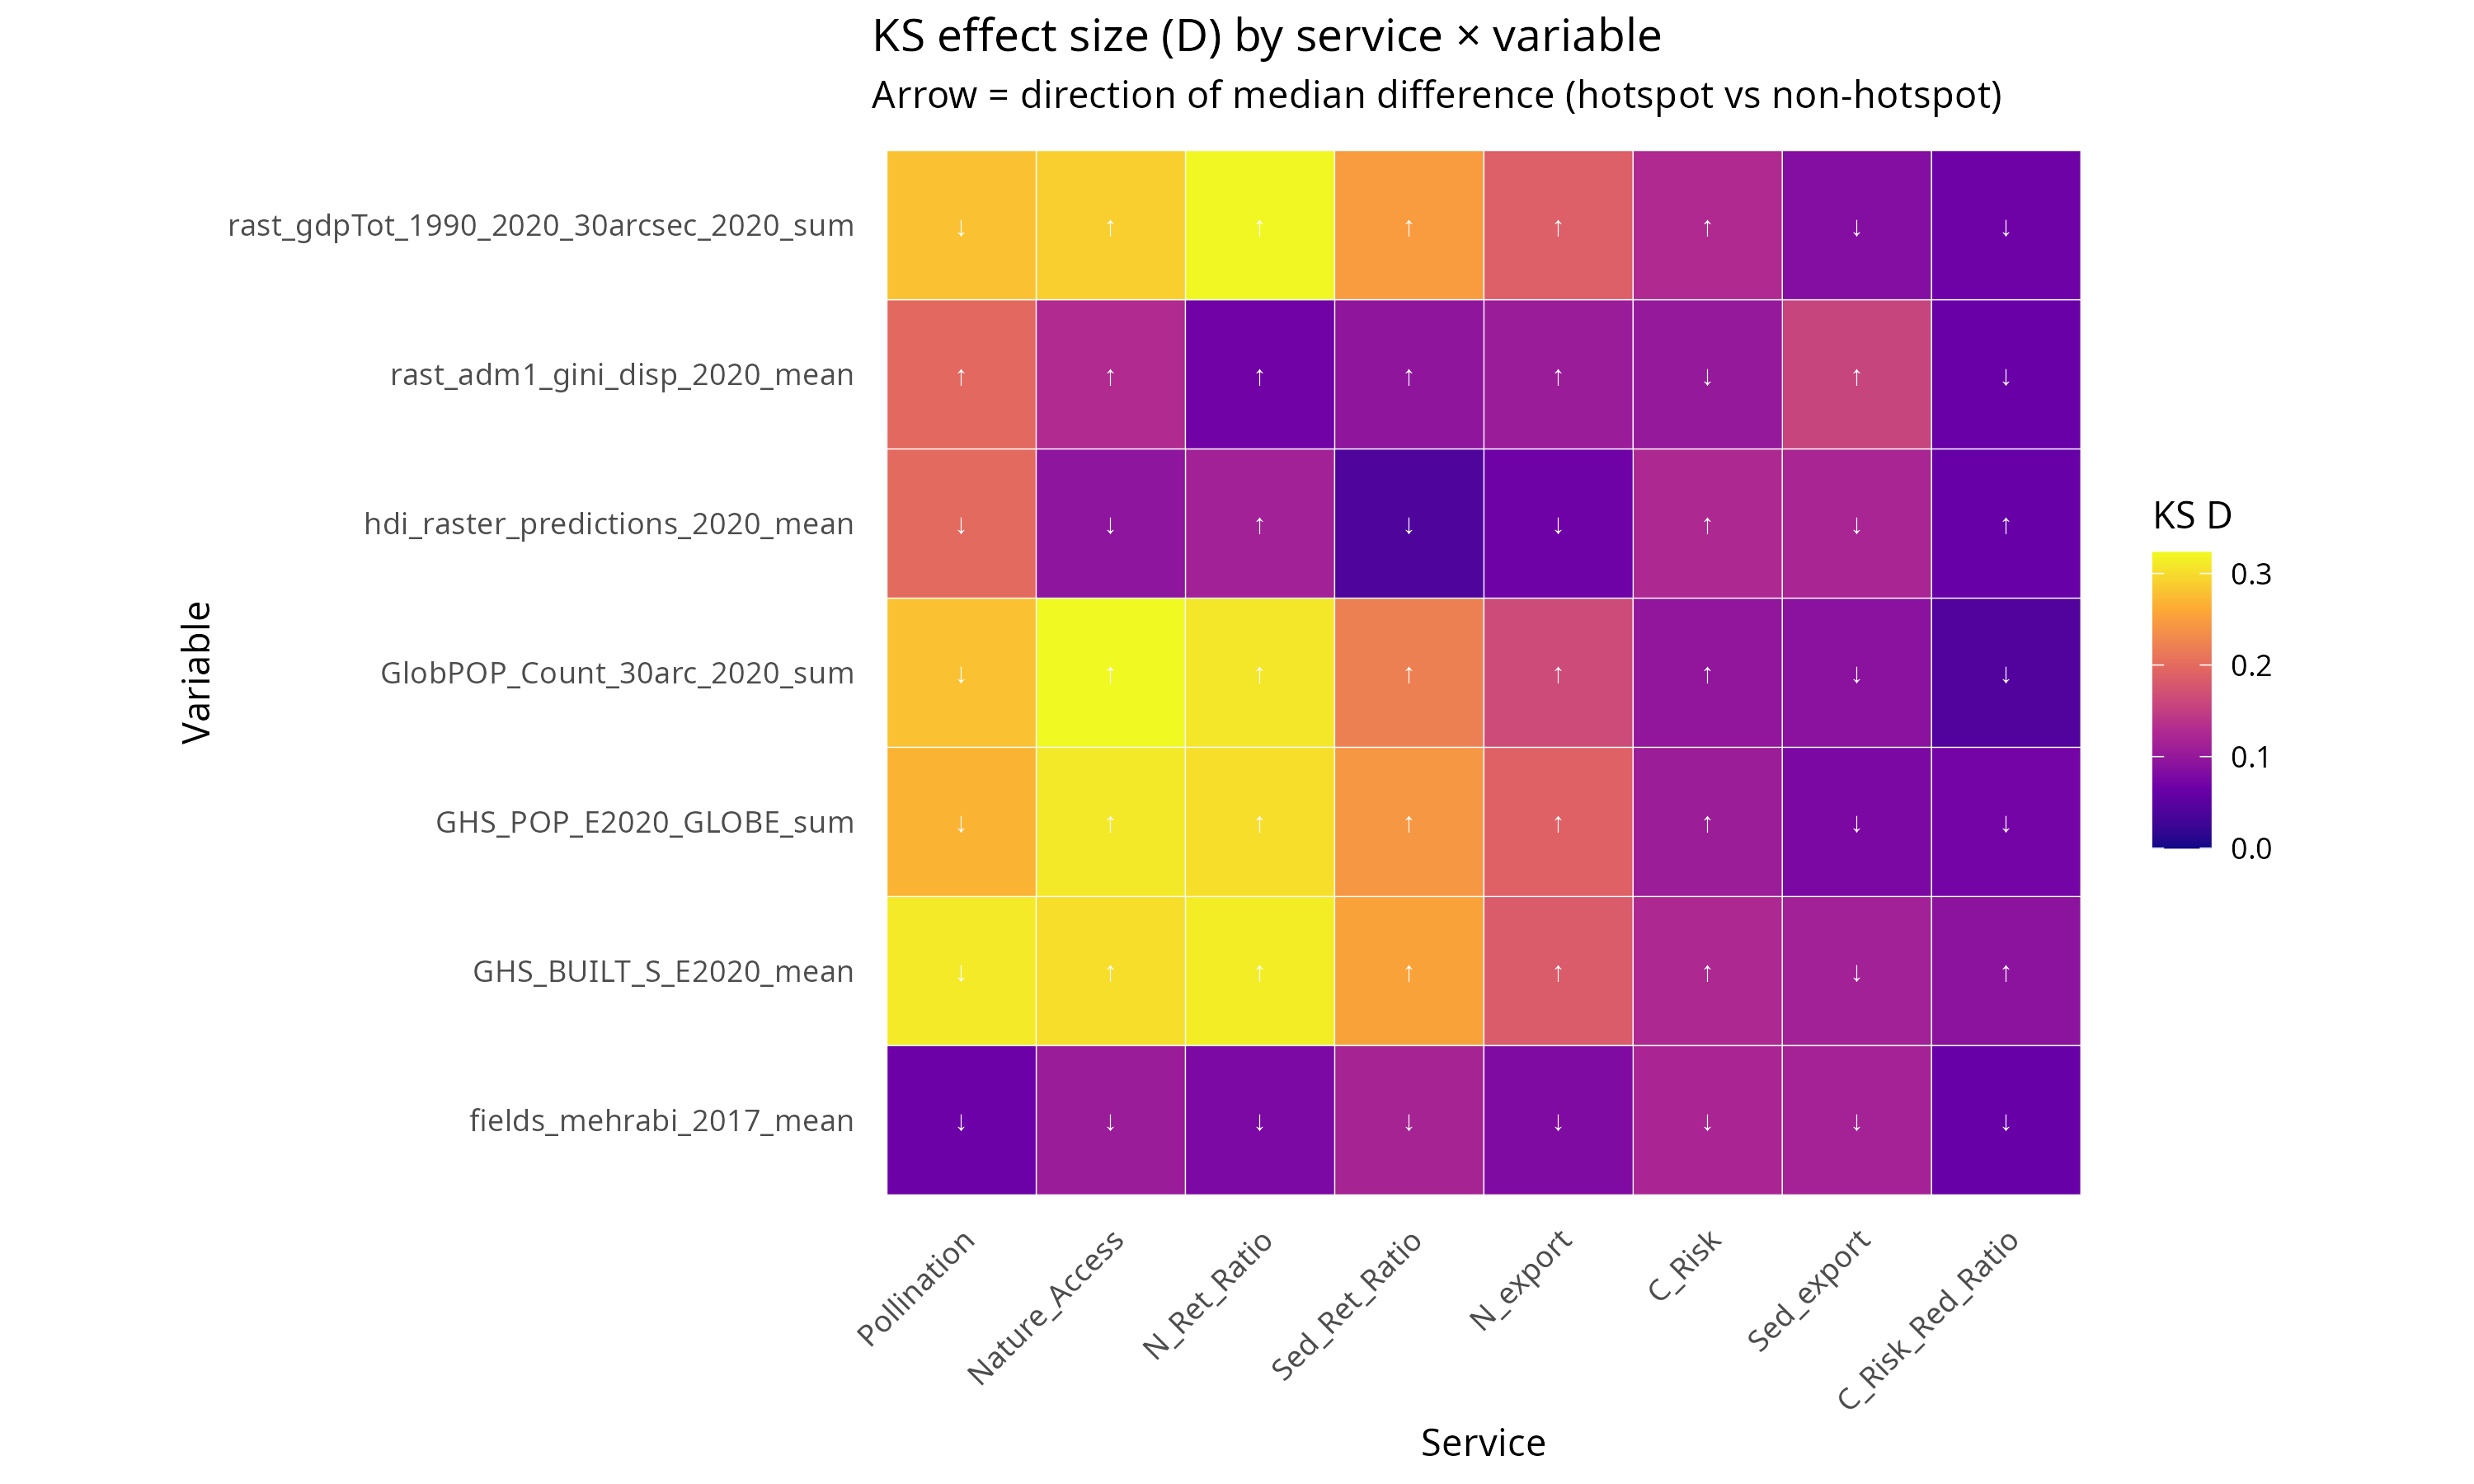 KS effect size (D) by service × variable
Arrow = direction of median difference (hotspot vs non-hotspot)
Variable
rast_gdpTot_1990_2020_30arcsec_2020_sum
↓ ↑ ↑ ↑ ↑ ↑ ↓ ↓
rast_adm1_gini_disp_2020_mean
↑ ↑ ↑ ↑ ↑ ↓ ↑ ↓
hdi_raster_predictions_2020_mean
↓ ↓ ↑ ↓ ↓ ↑ ↓ ↑
GlobPOP_Count_30arc_2020_sum
↓ ↑ ↑ ↑ ↑ ↑ ↓ ↓
GHS_POP_E2020_GLOBE_sum
↓ ↑ ↑ ↑ ↑ ↑ ↓ ↓
GHS_BUILT_S_E2020_mean
↓ ↑ ↑ ↑ ↑ ↑ ↓ ↑
fields_mehrabi_2017_mean
↓ ↓ ↓ ↓ ↓ ↓ ↓ ↓
Pollination
Nature_Access
N_Ret_Ratio
Sed_Ret_Ratio
N_export
C_Risk
Sed_export
C_Risk_Red_Ratio
Service
KS D
0.3
0.2
0.1
0.0